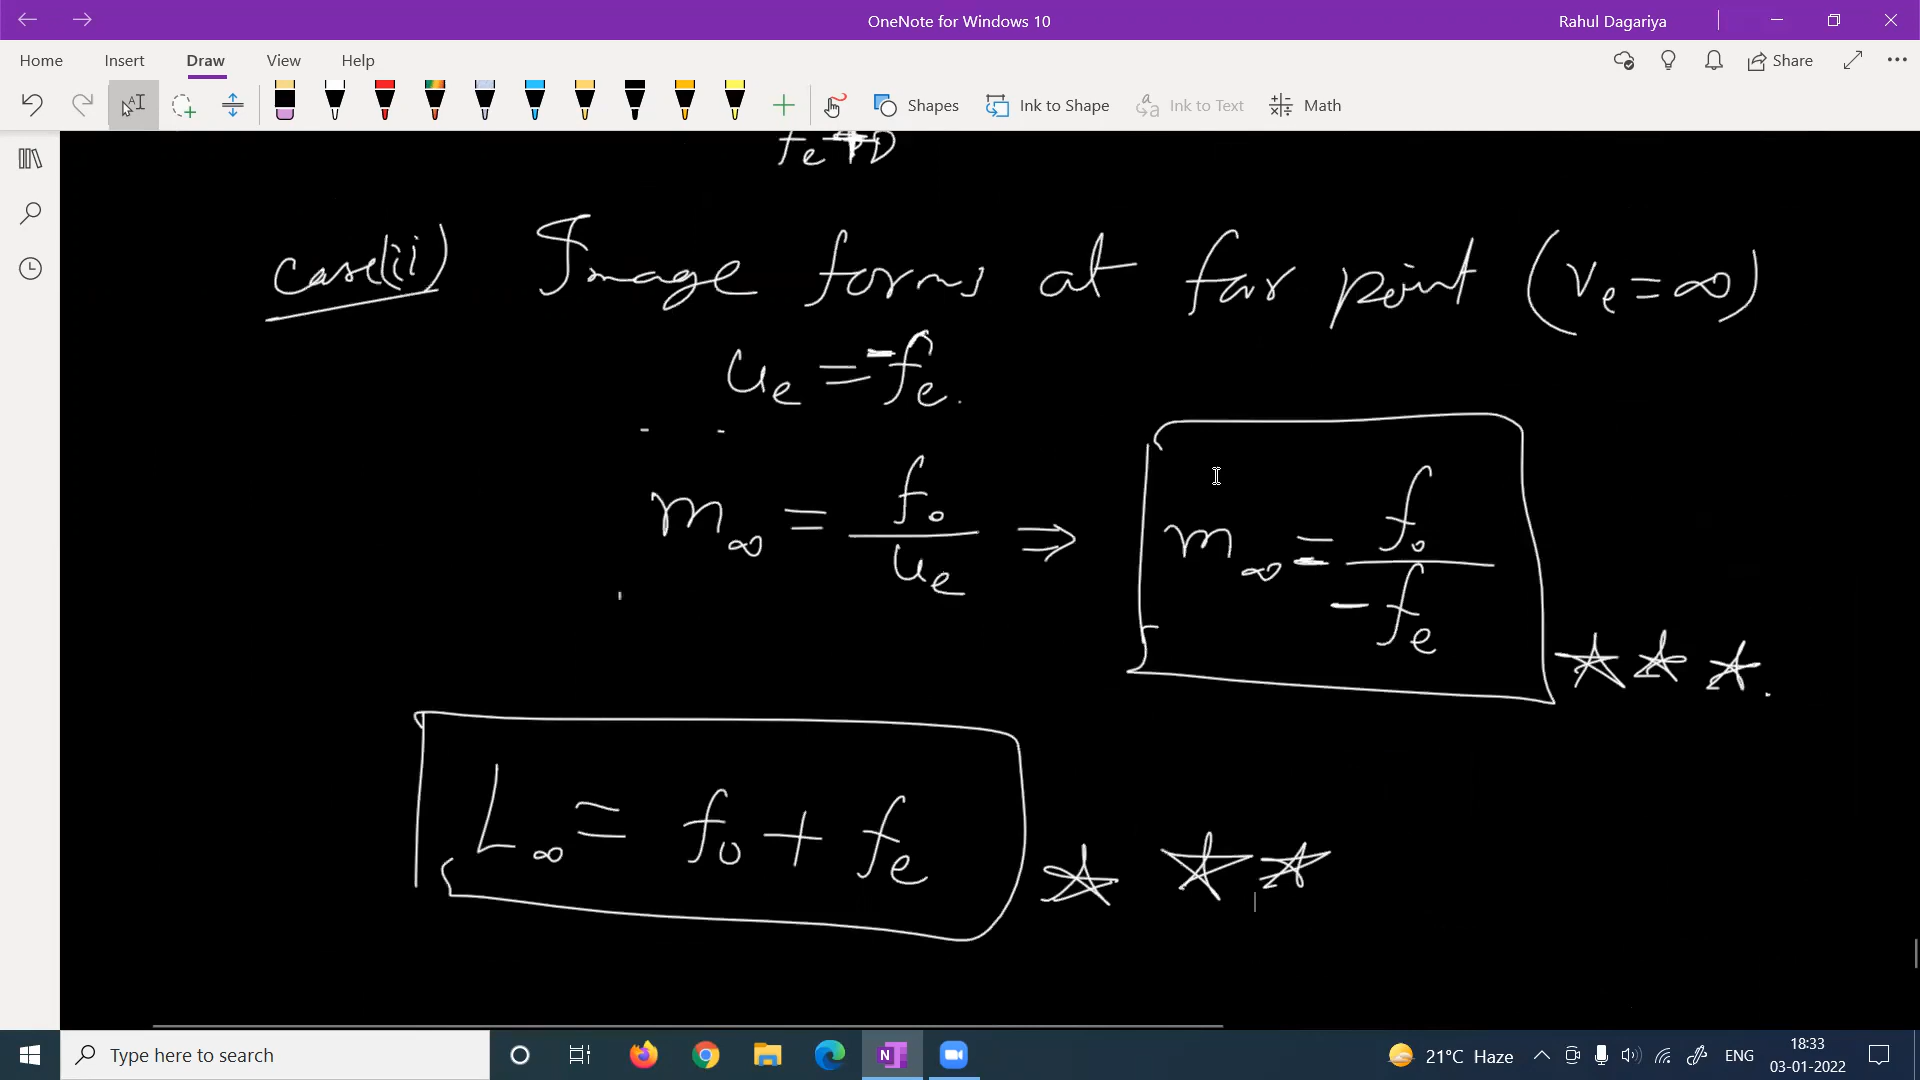 OneNote for Windows 10
Rahul Dagariya
Home Insert Draw View Help
Share
Shapes Ink to Shape Ink to Text Math
fe+D
case(ii) Image forms at far point (ve=∞)
ue = -fe.
m∞ = fo/ue ⇒ m∞ = fo/-fe
L∞ = fo + fe
Type here to search
N
21°C Haze
ENG
18:33
03-01-2022